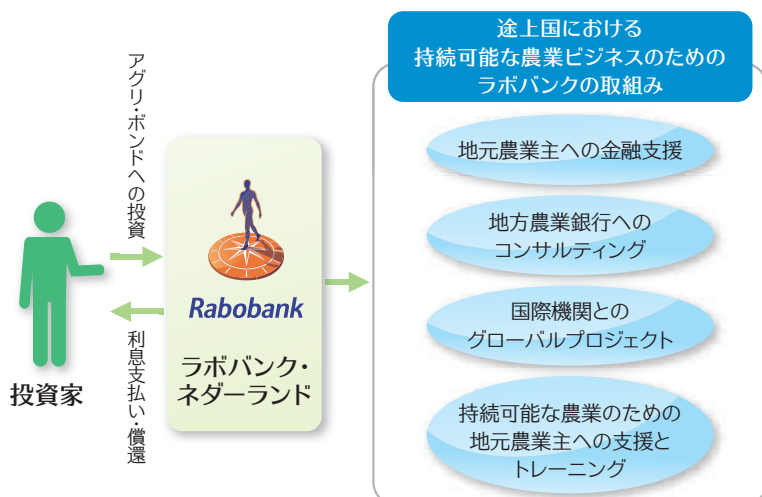 アグリ・ボンドへの投資
利息支払い・償還
投資家
Rabobank
ラボバンク・
ネダーランド
途上国における
持続可能な農業ビジネスのための
ラボバンクの取組み
地元農業主への金融支援
地方農業銀行への
コンサルティング
国際機関との
グローバルプロジェクト
持続可能な農業のための
地元農業主への支援と
トレーニング